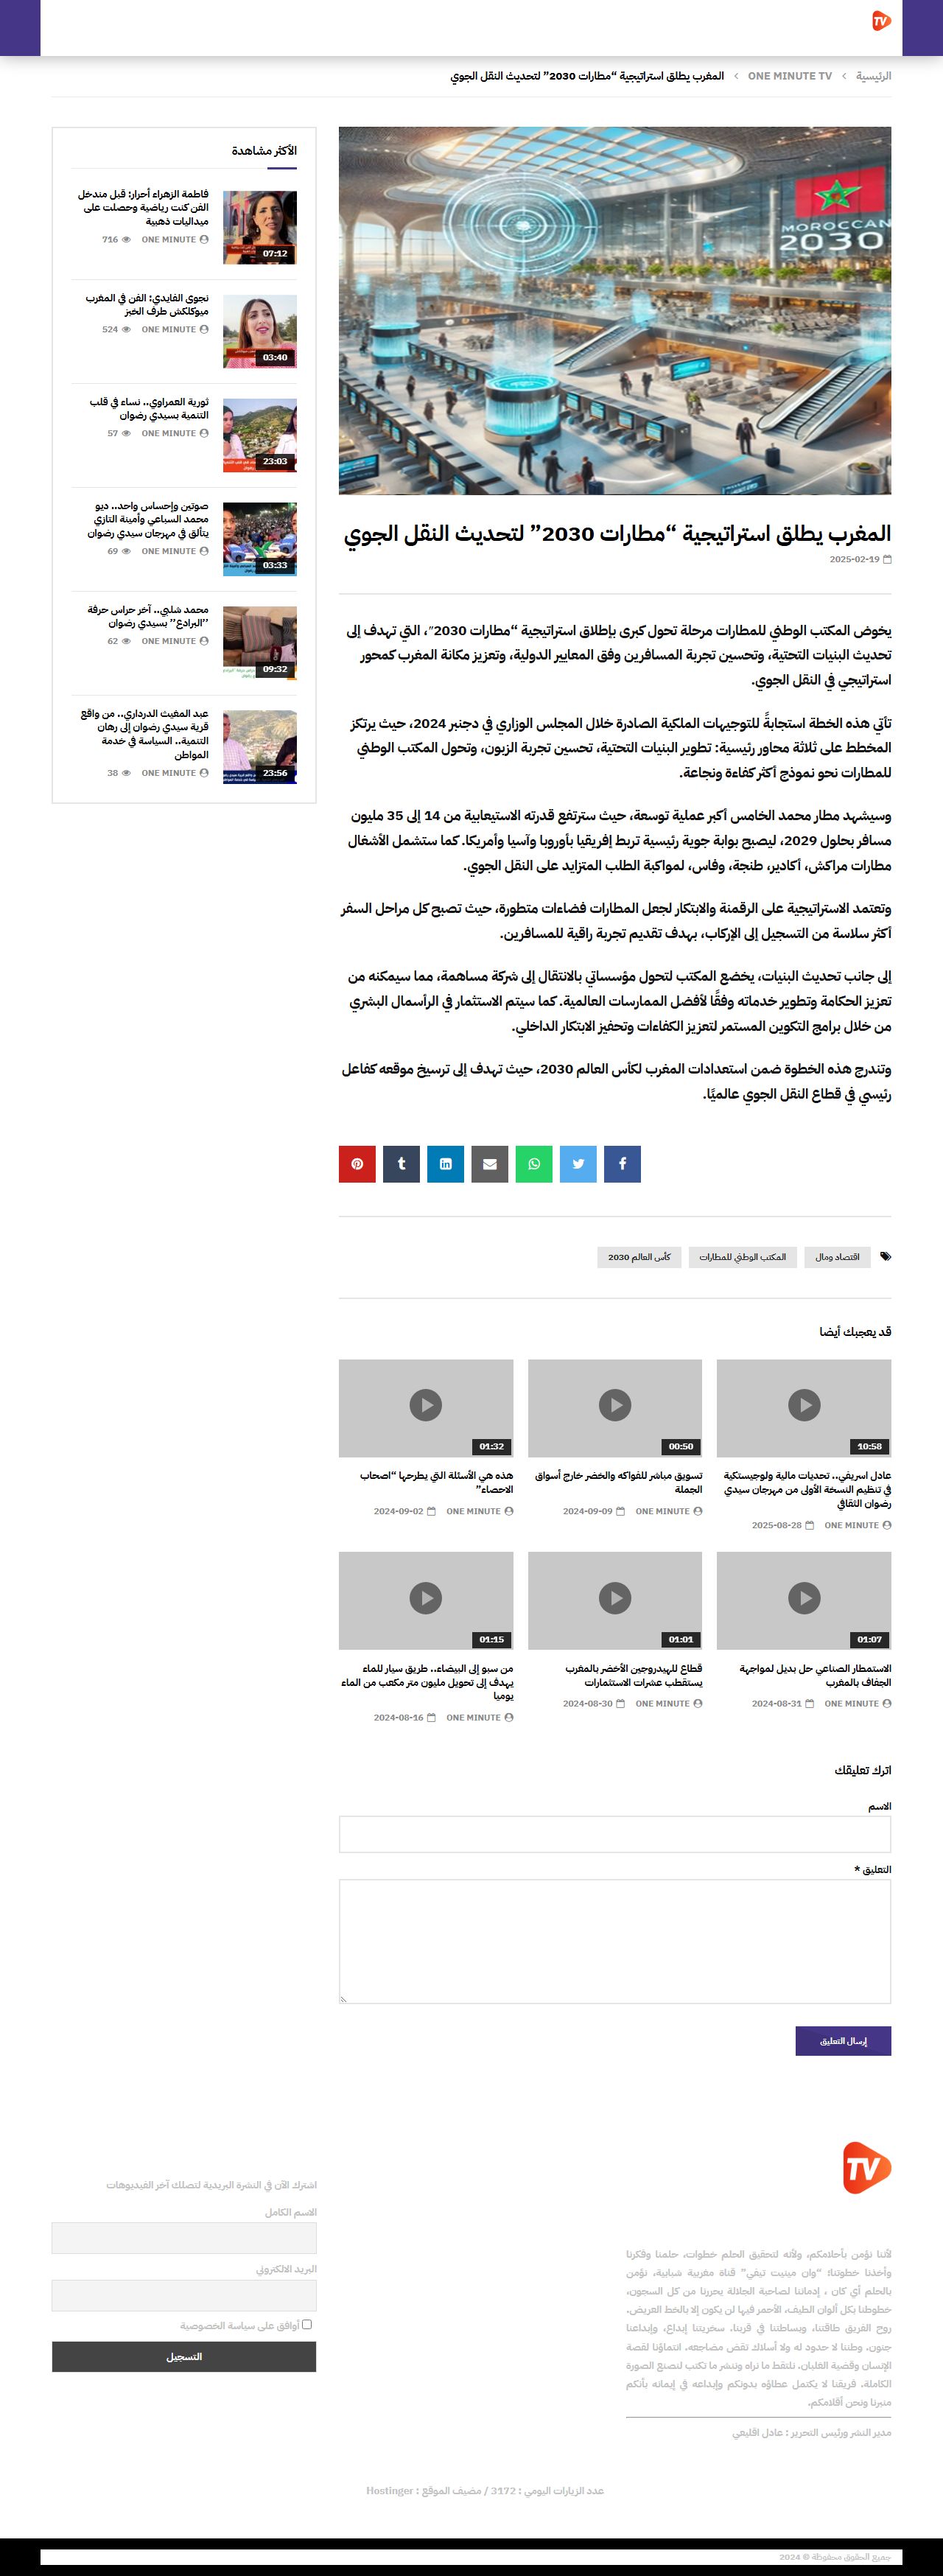 TV
الرئيسية > ONE MINUTE TV > المغرب يطلق استراتيجية “مطارات 2030” لتحديث النقل الجوي
MOROCCAN
2030
المغرب يطلق استراتيجية “مطارات 2030” لتحديث النقل الجوي
2025-02-19
يخوض المكتب الوطني للمطارات مرحلة تحول كبرى بإطلاق استراتيجية “مطارات 2030″، التي تهدف إلى
تحديث البنيات التحتية، وتحسين تجربة المسافرين وفق المعايير الدولية، وتعزيز مكانة المغرب كمحور
استراتيجي في النقل الجوي.
تأتي هذه الخطة استجابةً للتوجيهات الملكية الصادرة خلال المجلس الوزاري في دجنبر 2024، حيث يرتكز
المخطط على ثلاثة محاور رئيسية: تطوير البنيات التحتية، تحسين تجربة الزبون، وتحول المكتب الوطني
للمطارات نحو نموذج أكثر كفاءة ونجاعة.
وسيشهد مطار محمد الخامس أكبر عملية توسعة، حيث سترتفع قدرته الاستيعابية من 14 إلى 35 مليون
مسافر بحلول 2029، ليصبح بوابة جوية رئيسية تربط إفريقيا بأوروبا وآسيا وأمريكا. كما ستشمل الأشغال
مطارات مراكش، أكادير، طنجة، وفاس، لمواكبة الطلب المتزايد على النقل الجوي.
وتعتمد الاستراتيجية على الرقمنة والابتكار لجعل المطارات فضاءات متطورة، حيث تصبح كل مراحل السفر
أكثر سلاسة من التسجيل إلى الإركاب، بهدف تقديم تجربة راقية للمسافرين.
إلى جانب تحديث البنيات، يخضع المكتب لتحول مؤسساتي بالانتقال إلى شركة مساهمة، مما سيمكنه من
تعزيز الحكامة وتطوير خدماته وفقًا لأفضل الممارسات العالمية. كما سيتم الاستثمار في الرأسمال البشري
من خلال برامج التكوين المستمر لتعزيز الكفاءات وتحفيز الابتكار الداخلي.
وتندرج هذه الخطوة ضمن استعدادات المغرب لكأس العالم 2030، حيث تهدف إلى ترسيخ موقعه كفاعل
رئيسي في قطاع النقل الجوي عالميًا.
اقتصاد ومال
المكتب الوطني للمطارات
كأس العالم 2030
قد يعجبك أيضا
10:58
عادل اسريفي.. تحديات مالية ولوجيستكية
في تنظيم النسخة الأولى من مهرجان سيدي
رضوان الثقافي
ONE MINUTE 2025-08-28
00:50
تسويق مباشر للفواكه والخضر خارج أسواق
الجملة
ONE MINUTE 2024-09-09
01:32
هذه هي الأسئلة التي يطرحها “اصحاب
الاحصاء”
ONE MINUTE 2024-09-02
01:07
الاستمطار الصناعي حل بديل لمواجهة
الجفاف بالمغرب
ONE MINUTE 2024-08-31
01:01
قطاع للهيدروجين الأخضر بالمغرب
يستقطب عشرات الاستثمارات
ONE MINUTE 2024-08-30
01:15
من سبو إلى البيضاء.. طريق سيار للماء
يهدف إلى تحويل مليون متر مكعب من الماء
يوميا
ONE MINUTE 2024-08-16
اترك تعليقك
الاسم
التعليق *
إرسال التعليق
الأكثر مشاهدة
07:12
فاطمة الزهراء أحرار: قبل مندخل
الفن كنت رياضية وحصلت على
ميداليات ذهبية
ONE MINUTE 716
03:40
نجوى الفايدي: الفن في المغرب
ميوكلكش طرف الخبز
ONE MINUTE 524
23:03
ثورية العمراوي.. نساء في قلب
التنمية بسيدي رضوان
ONE MINUTE 57
03:33
صوتين وإحساس واحد.. ديو
محمد السباعي وأمينة التازي
يتألق في مهرجان سيدي رضوان
ONE MINUTE 69
09:32
محمد شلبي.. آخر حراس حرفة
’’البرادع’’ بسيدي رضوان
ONE MINUTE 62
23:56
عبد المغيث الدرداري.. من واقع
قرية سيدي رضوان إلى رهان
التنمية.. السياسة في خدمة
المواطن
ONE MINUTE 38
TV
لأننا نؤمن بأحلامكم، ولأنه لتحقيق الحلم خطوات، حلمنا وفكرنا
وأخذنا خطوتنا؛ “وان مينيت تيفي” قناة مغربية شبابية، نؤمن
بالحلم أي كان ، إدماننا لصاحبة الجلالة يحررنا من كل السجون،
خطوطنا بكل ألوان الطيف، الأحمر فيها لن يكون إلا بالخط العريض،
روح الفريق طاقتنا، وبساطتنا في قربنا، سخريتنا إبداع، وإبداعنا
جنون، وطننا لا حدود له ولا أسلاك تقض مضاجعه، انتماؤنا لقصة
الإنسان وقضية الغلبان، نلتقط ما نراه وننشر ما نكتب لنصنع الصورة
الكاملة، فريقنا لا يكتمل عطاؤه بدونكم وإبداعه في إيمانه بأنكم
منبرنا ونحن أقلامكم.
مدير النشر ورئيس التحرير : عادل اقليعي
اشترك الآن في النشرة البريدية لتصلك آخر الفيديوهات
الاسم الكامل
البريد الالكتروني
أوافق على سياسة الخصوصية
التسجيل
عدد الزيارات اليومي : 3172 / مضيف الموقع : Hostinger
جميع الحقوق محفوظة © 2024